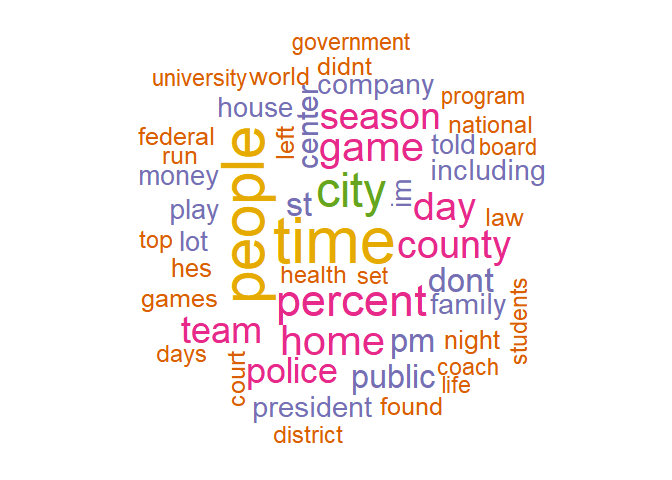 government
didnt
university
world
company
program
house
center
season
national
federal
left
game
told
board
run
people
including
money
city
im
play
st
day
law
top
lot
time
county
hes
health
set
dont
games
percent
family
students
team
home
pm
night
days
court
police
public
coach
life
president
found
district